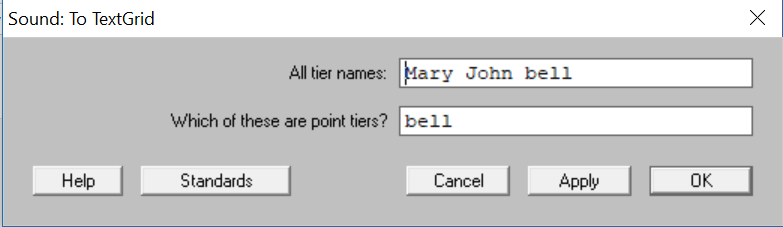 Sound: To TextGrid
All tier names: Mary John bell
Which of these are point tiers? bell
Help Standards Cancel Apply OK